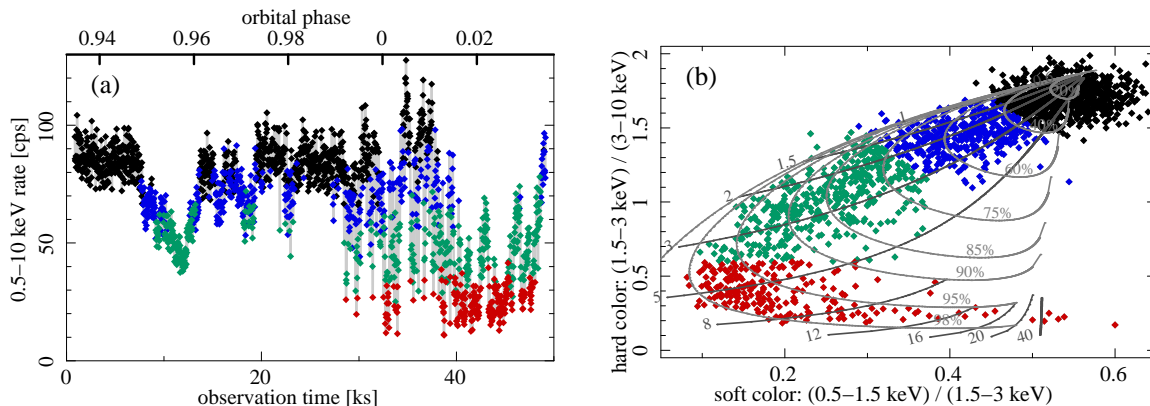 orbital phase
0.94 0.96 0.98 0 0.02
(a)
0.5−10 keV rate [cps]
100
50
0
0 20 40
observation time [ks]
(b)
hard color: (1.5−3 keV) / (3−10 keV)
2
1.5
1
0.5
0
0.2 0.4 0.6
soft color: (0.5−1.5 keV) / (1.5−3 keV)
1
1.5
2
3
5
8
12
16
20
40
40%
60%
75%
85%
90%
95%
98%